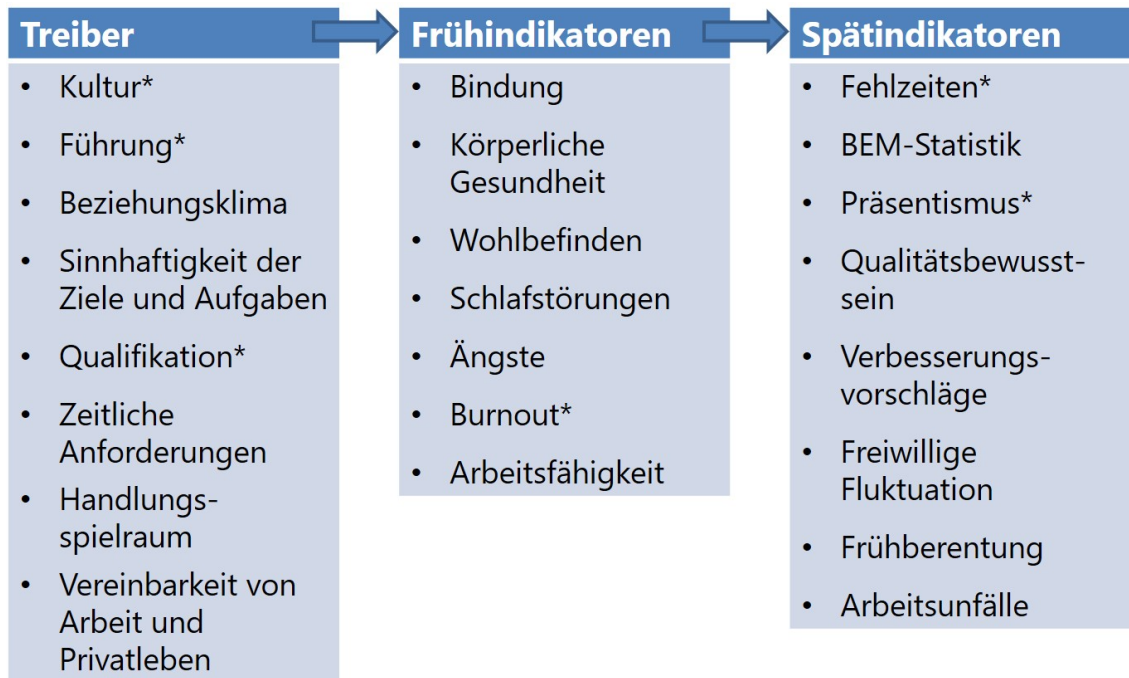 Treiber
• Kultur*
• Führung*
• Beziehungsklima
• Sinnhaftigkeit der
Ziele und Aufgaben
• Qualifikation*
• Zeitliche
Anforderungen
• Handlungs-
spielraum
• Vereinbarkeit von
Arbeit und
Privatleben
Frühindikatoren
• Bindung
• Körperliche
Gesundheit
• Wohlbefinden
• Schlafstörungen
• Ängste
• Burnout*
• Arbeitsfähigkeit
Spätindikatoren
• Fehlzeiten*
• BEM-Statistik
• Präsentismus*
• Qualitätsbewusst-
sein
• Verbesserungs-
vorschläge
• Freiwillige
Fluktuation
• Frühberentung
• Arbeitsunfälle